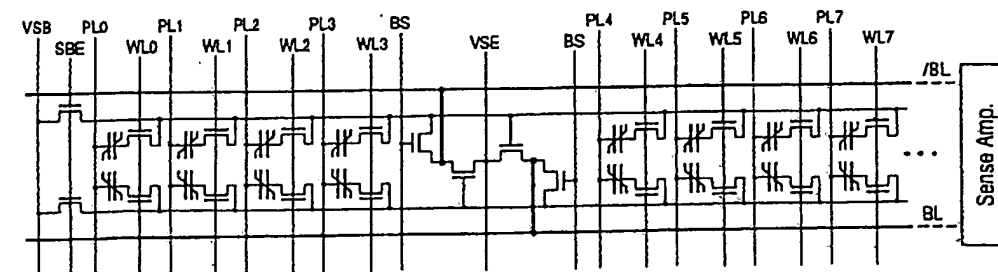 VSB PL0 PL1 PL2 PL3 BS PL4 PL5 PL6 PL7
SBE WL0 WL1 WL2 WL3 VSE BS WL4 WL5 WL6 WL7
/BL
BL
Sense Amp.